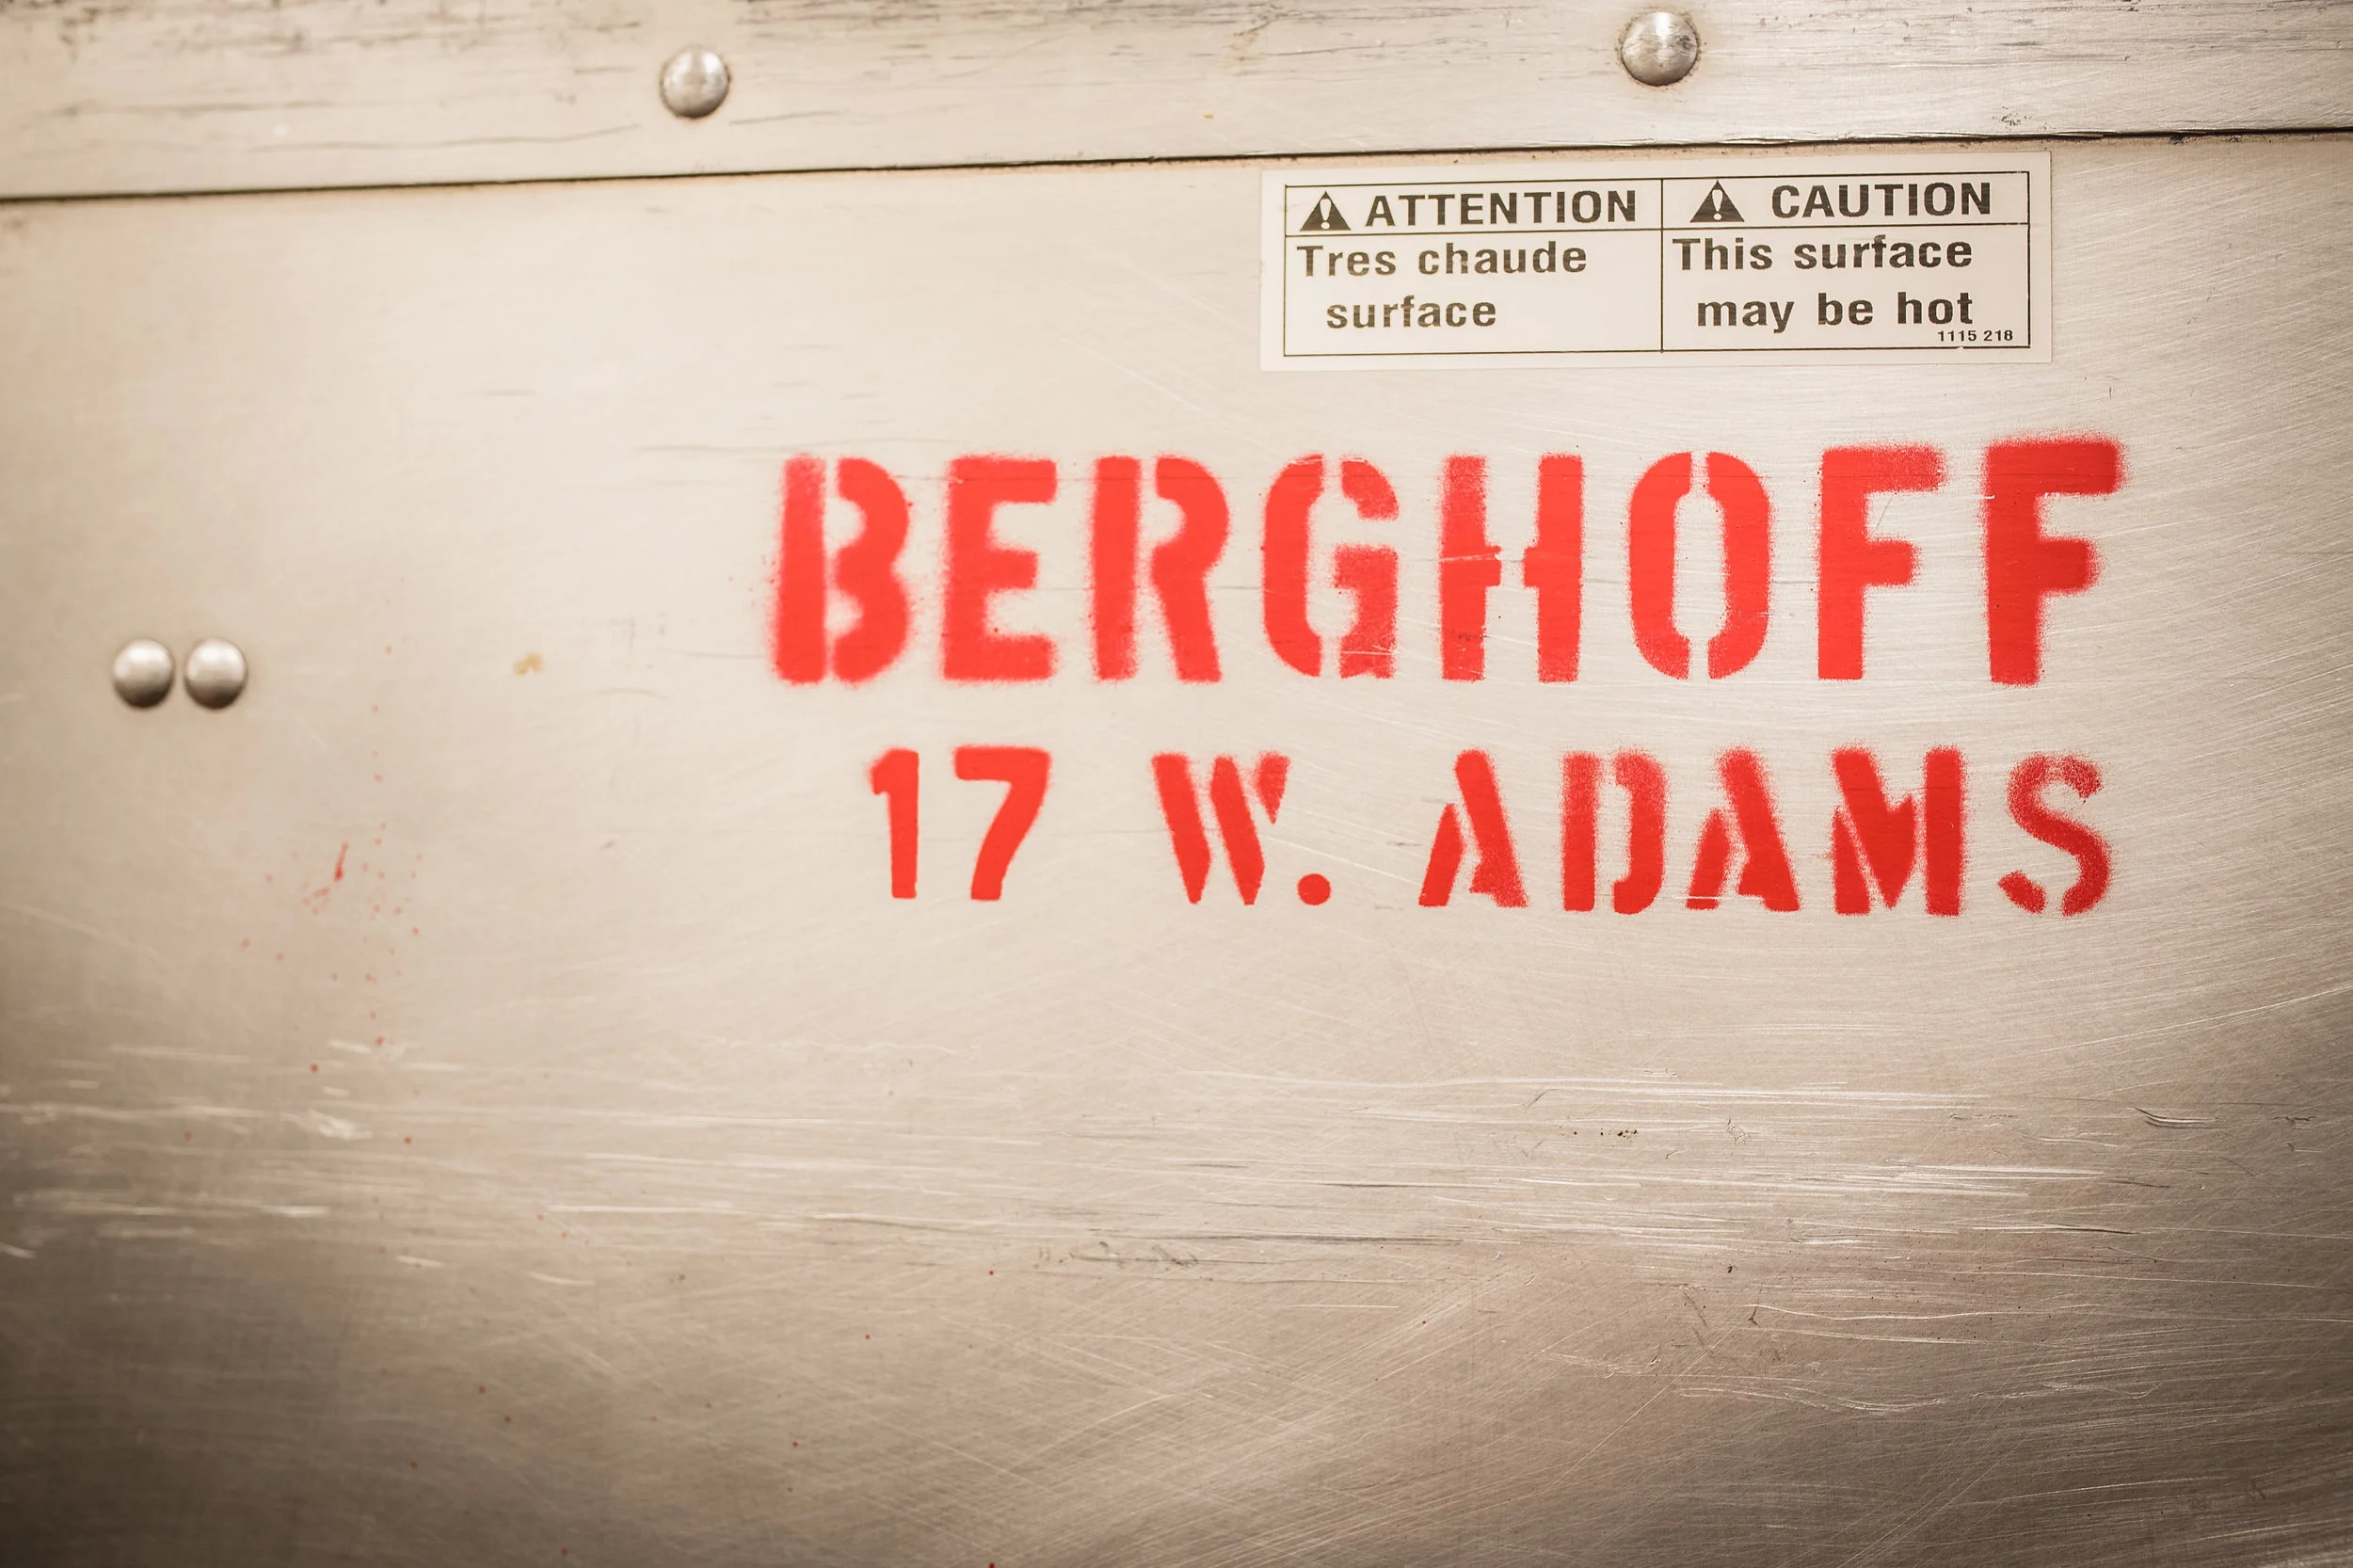 ATTENTION
Tres chaude
surface
CAUTION
This surface
may be hot
1115 218
BERGHOFF
17 W. ADAMS